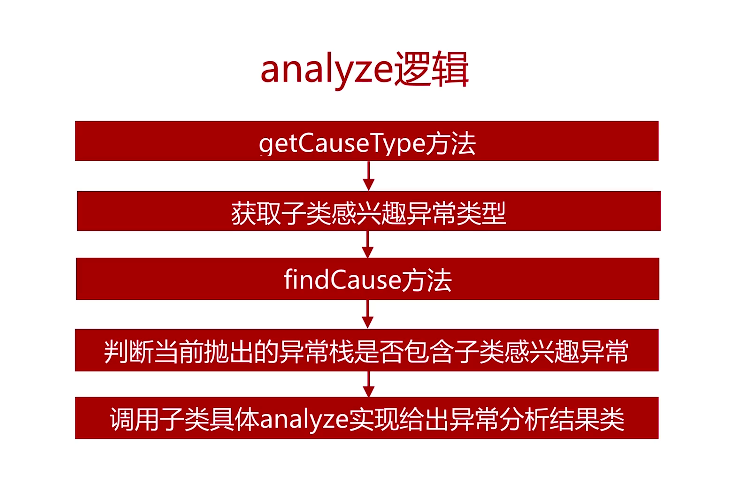 analyze逻辑
getCauseType方法
获取子类感兴趣异常类型
findCause方法
判断当前抛出的异常栈是否包含子类感兴趣异常
调用子类具体analyze实现给出异常分析结果类